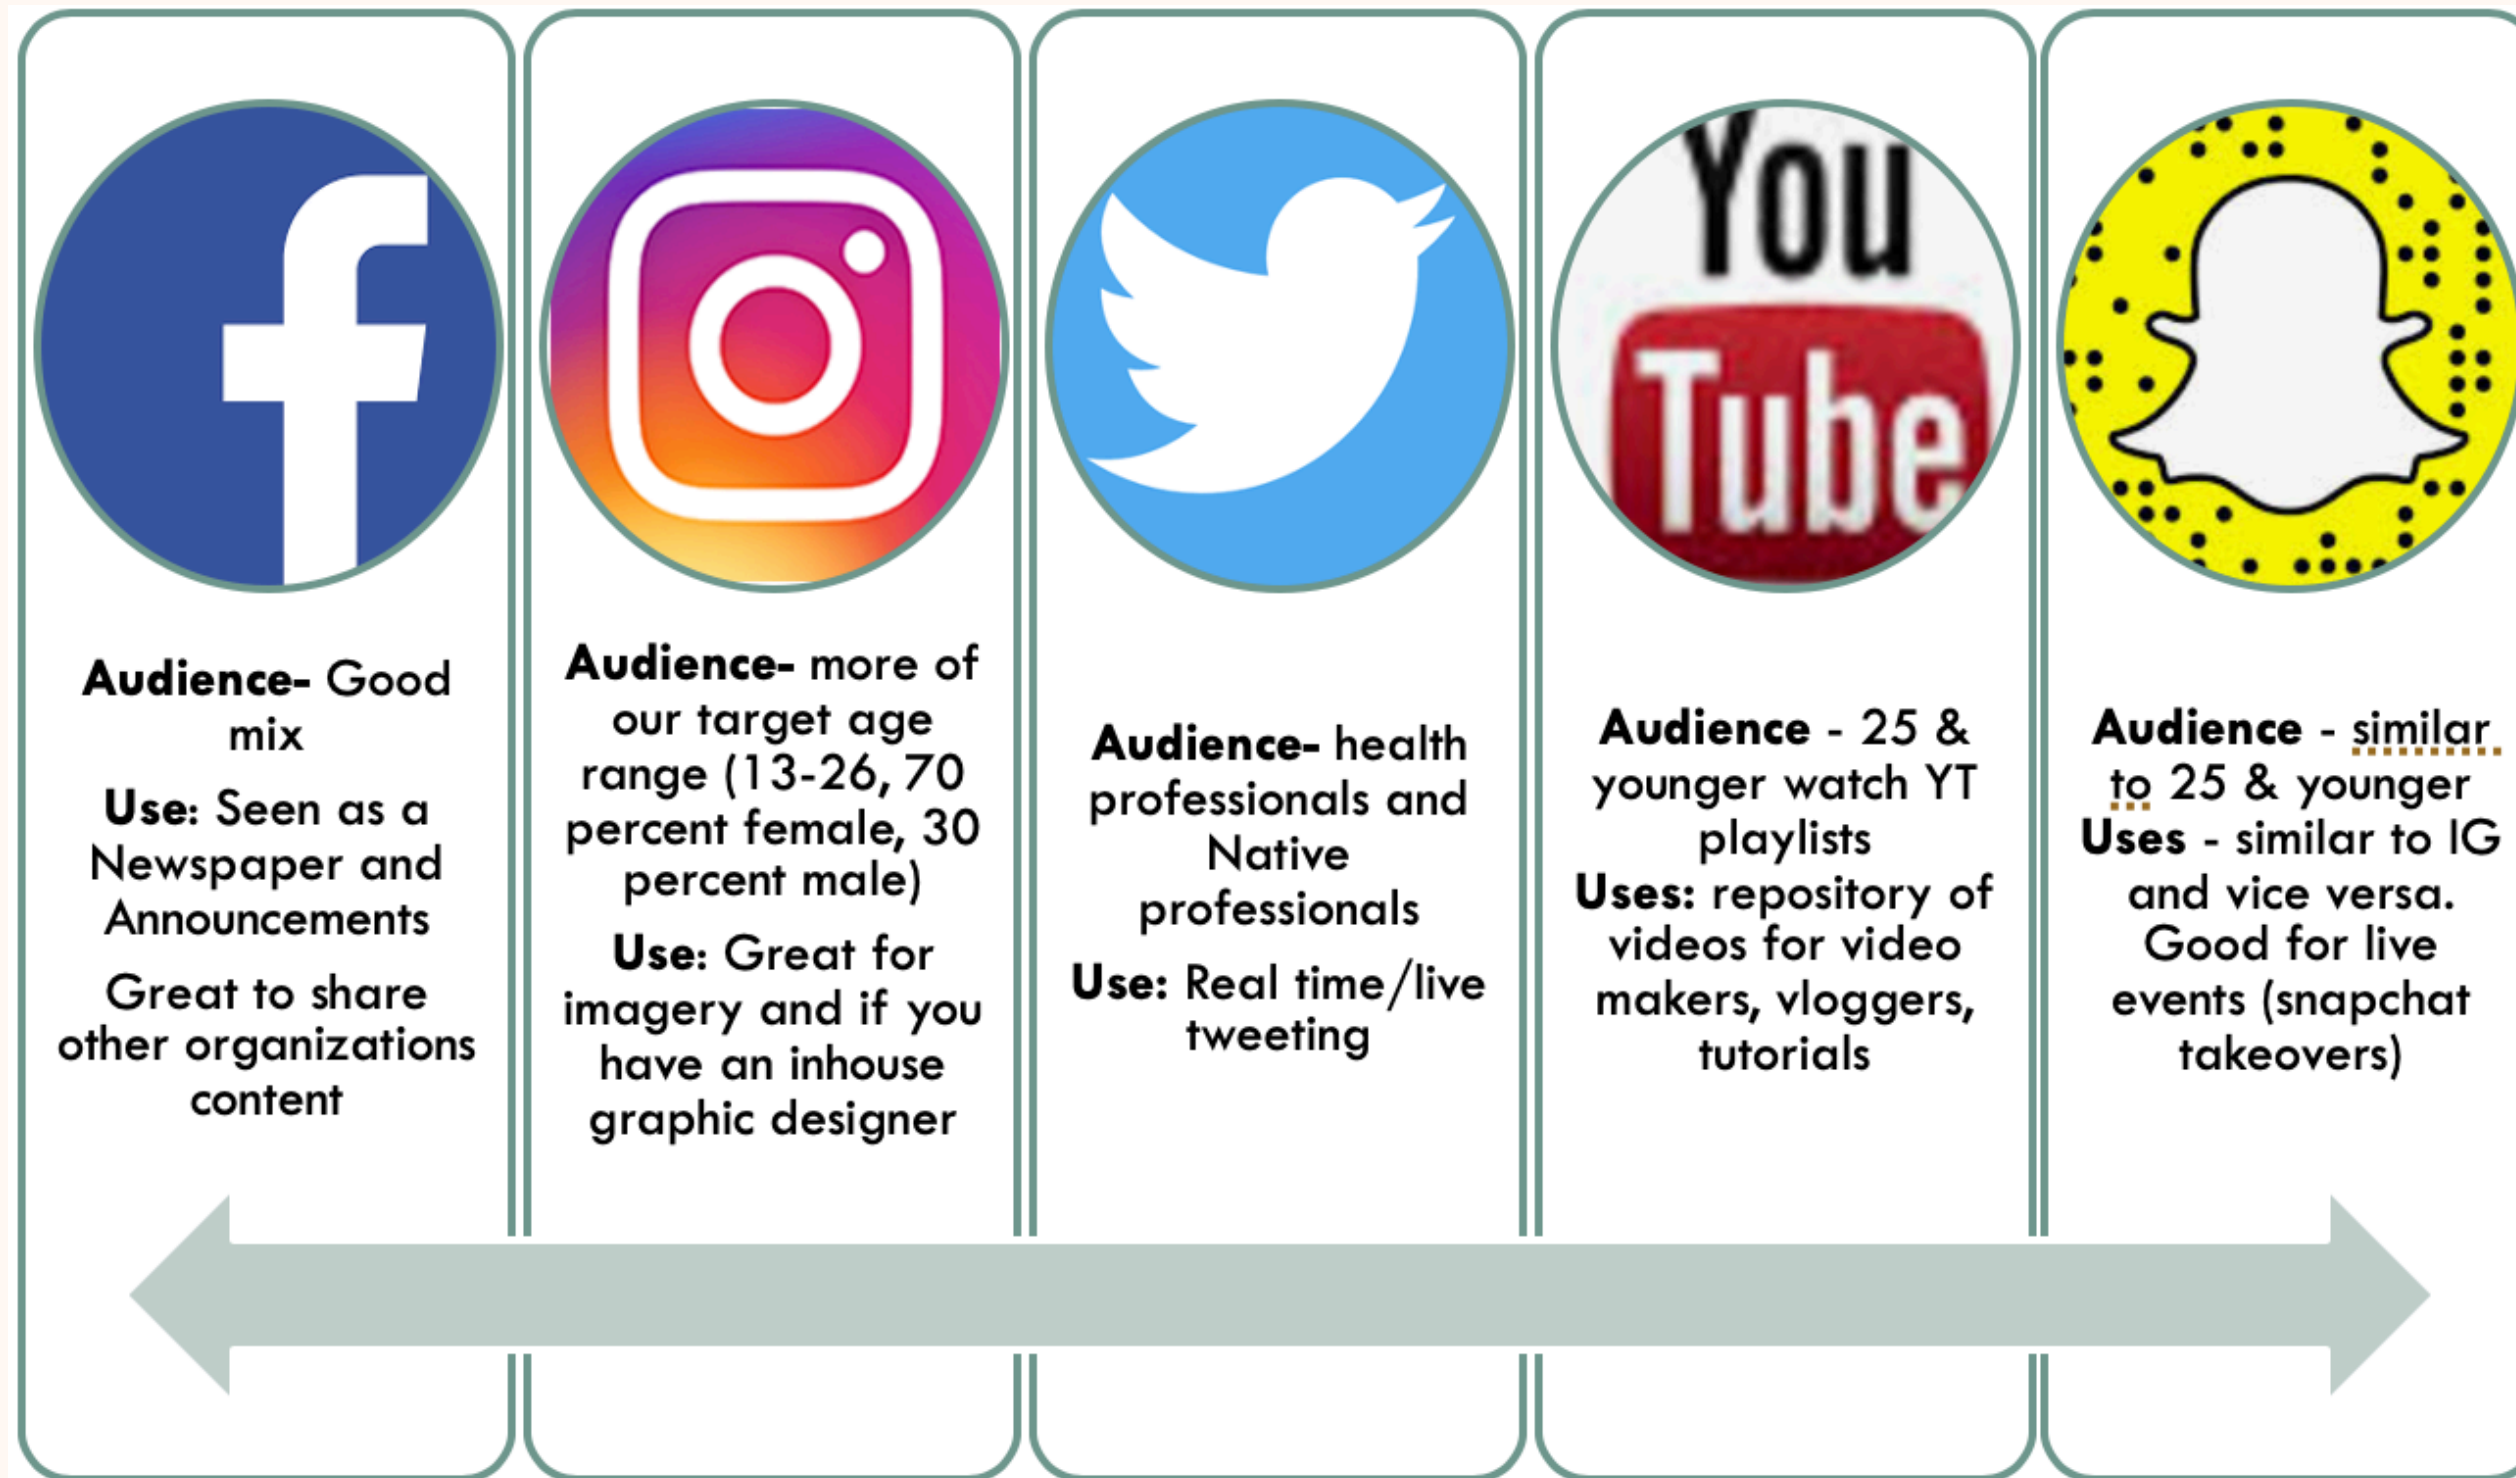 You
Tube
Audience- Good
mix
Use: Seen as a
Newspaper and
Announcements
Great to share
other organizations
content
Audience- more of
our target age
range (13-26, 70
percent female, 30
percent male)
Use: Great for
imagery and if you
have an inhouse
graphic designer
Audience- health
professionals and
Native
professionals
Use: Real time/live
tweeting
Audience - 25 &
younger watch YT
playlists
Uses: repository of
videos for video
makers, vloggers,
tutorials
Audience - similar
to 25 & younger
Uses - similar to IG
and vice versa.
Good for live
events (snapchat
takeovers)